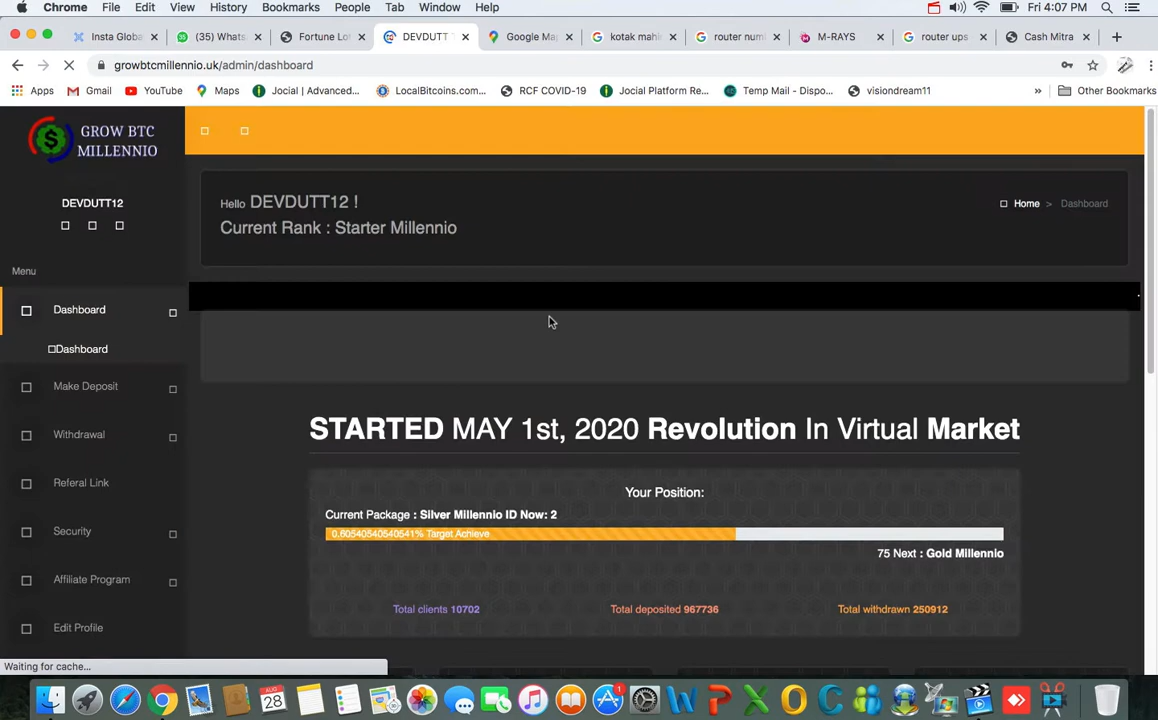 Chrome File Edit View History Bookmarks People Tab Window Help Fri 4:07 PM
Insta Globa (35) Whats Fortune Lo DEVDUTT Google Ma kotak mahi router num M-RAYS router ups Cash Mitra
growbtcmillennio.uk/admin/dashboard
Apps Gmail YouTube Maps Jocial | Advanced... LocalBitcoins.com... RCF COVID-19 Jocial Platform Re... Temp Mail - Dispo... visiondream11 » Other Bookmarks
GROW BTC
MILLENNIO
DEVDUTT12
Hello DEVDUTT12 !
Home > Dashboard
Current Rank : Starter Millennio
Menu
Dashboard
Dashboard
Make Deposit
Withdrawal
Referal Link
Security
Affiliate Program
Edit Profile
STARTED MAY 1st, 2020 Revolution In Virtual Market
Your Position:
Current Package : Silver Millennio ID Now: 2
0.60540540540541% Target Achieve
75 Next : Gold Millennio
Total clients 10702 Total deposited 967736 Total withdrawn 250912
Waiting for cache...
AUG
28
1